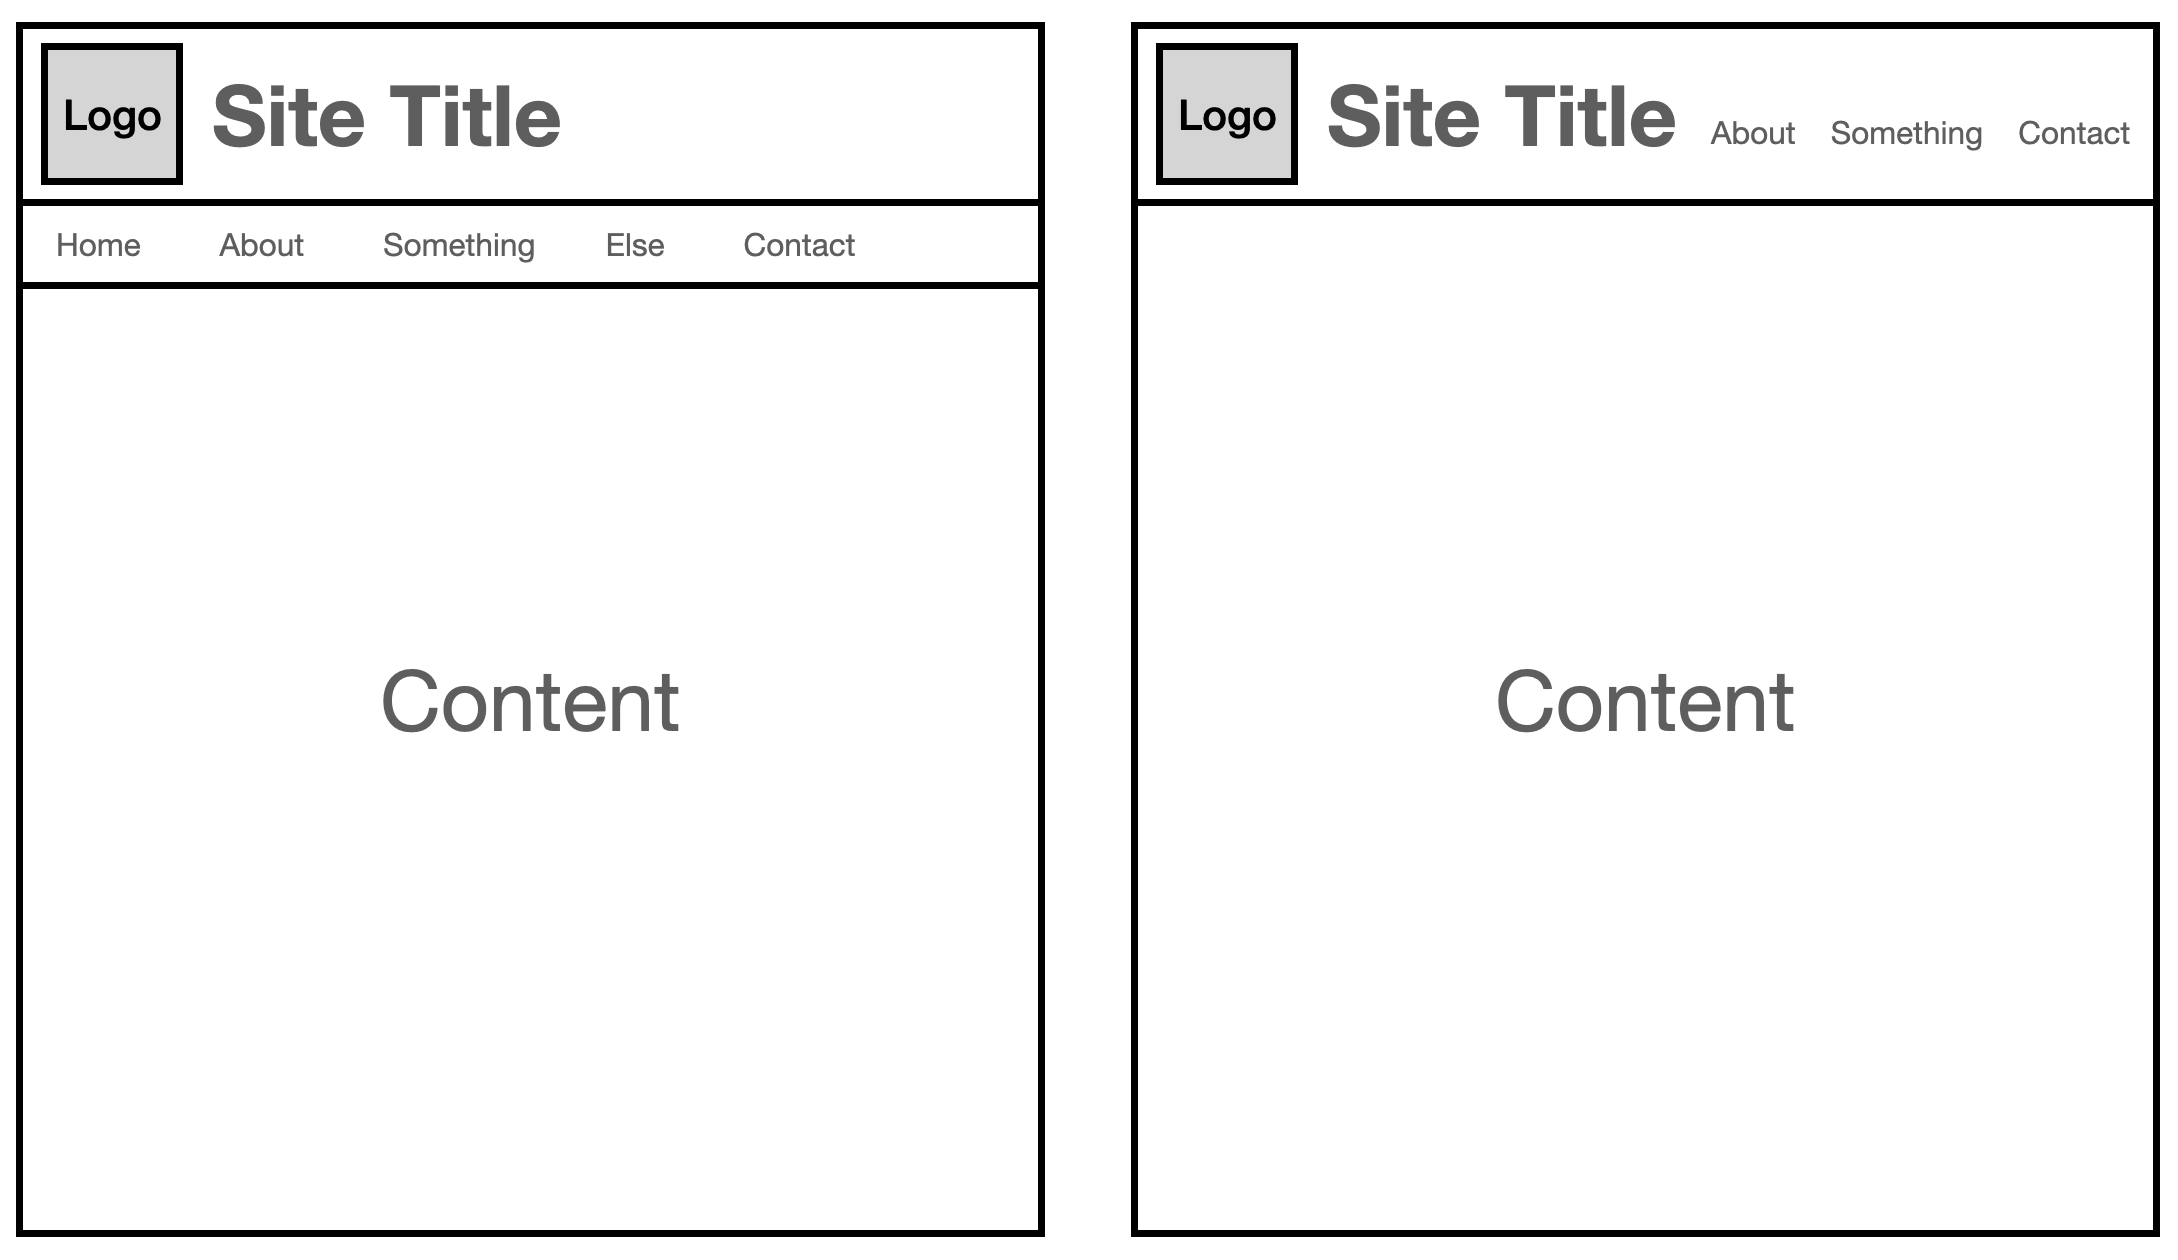 Logo
Site Title
Home About Something Else Contact
Content
Logo
Site Title About Something Contact
Content